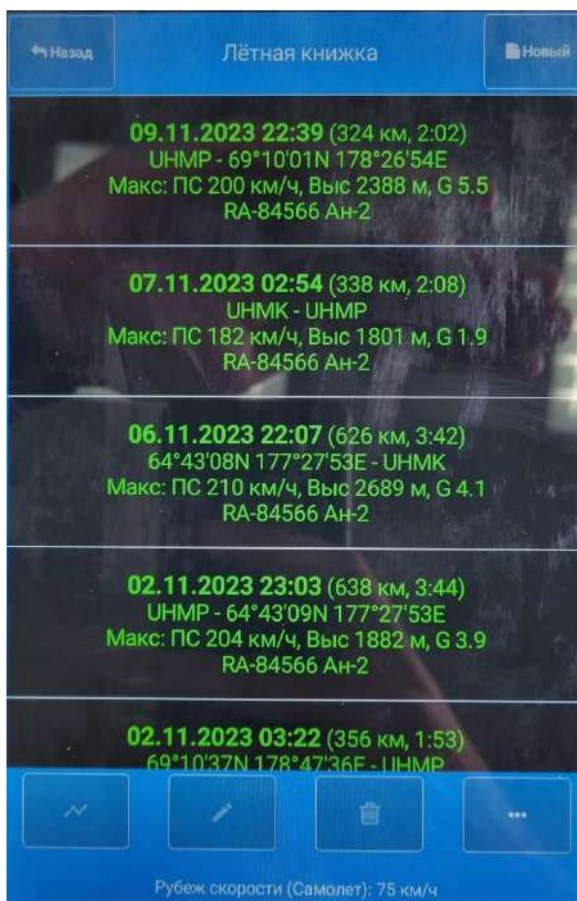 Назад
Лётная книжка
Новый
09.11.2023 22:39 (324 км, 2:02)
UHMP - 69°10'01N 178°26'54E
Макс: ПС 200 км/ч, Выс 2388 м, G 5.5
RA-84566 Ан-2
07.11.2023 02:54 (338 км, 2:08)
UHMK - UHMP
Макс: ПС 182 км/ч, Выс 1801 м, G 1.9
RA-84566 Ан-2
06.11.2023 22:07 (626 км, 3:42)
64°43'08N 177°27'53E - UHMK
Макс: ПС 210 км/ч, Выс 2689 м, G 4.1
RA-84566 Ан-2
02.11.2023 23:03 (638 км, 3:44)
UHMP - 64°43'09N 177°27'53E
Макс: ПС 204 км/ч, Выс 1882 м, G 3.9
RA-84566 Ан-2
02.11.2023 03:22 (356 км, 1:53)
69°10'37N 178°47'36E - UHMP
Рубеж скорости (Самолет): 75 км/ч